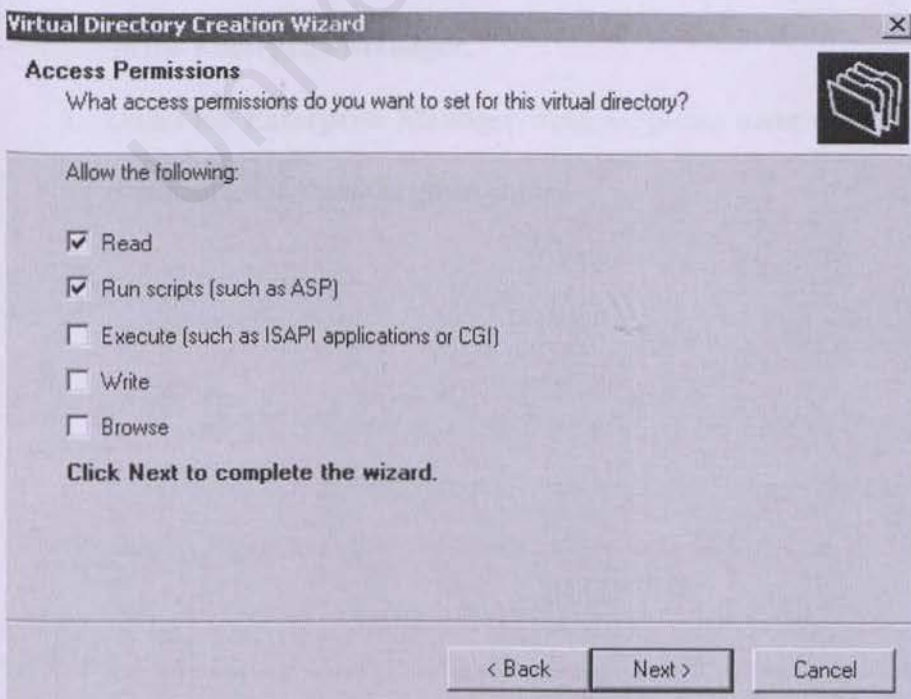 Virtual Directory Creation Wizard
Access Permissions
What access permissions do you want to set for this virtual directory?
Allow the following:
Read
Run scripts (such as ASP)
Execute (such as ISAPI applications or CGI)
Write
Browse
Click Next to complete the wizard.
< Back Next > Cancel